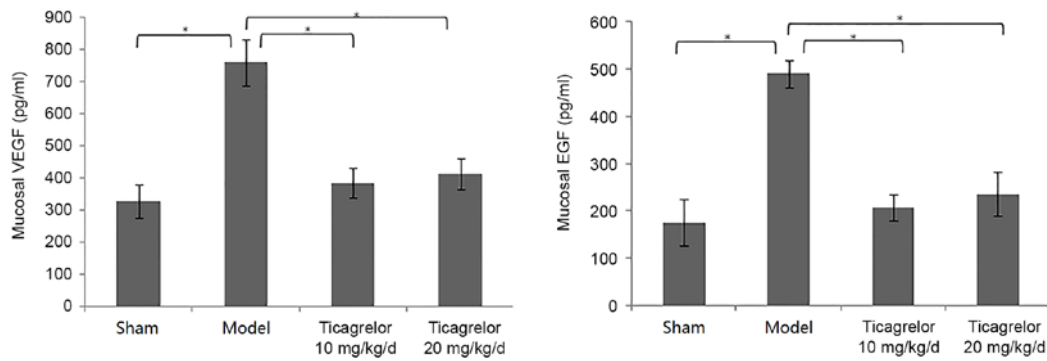 Mucosal VEGF (pg/ml)
900
800
700
600
500
400
300
200
100
0
*
*
*
Sham
Model
Ticagrelor
10 mg/kg/d
Ticagrelor
20 mg/kg/d
Mucosal EGF (pg/ml)
600
500
400
300
200
100
0
*
*
*
Sham
Model
Ticagrelor
10 mg/kg/d
Ticagrelor
20 mg/kg/d